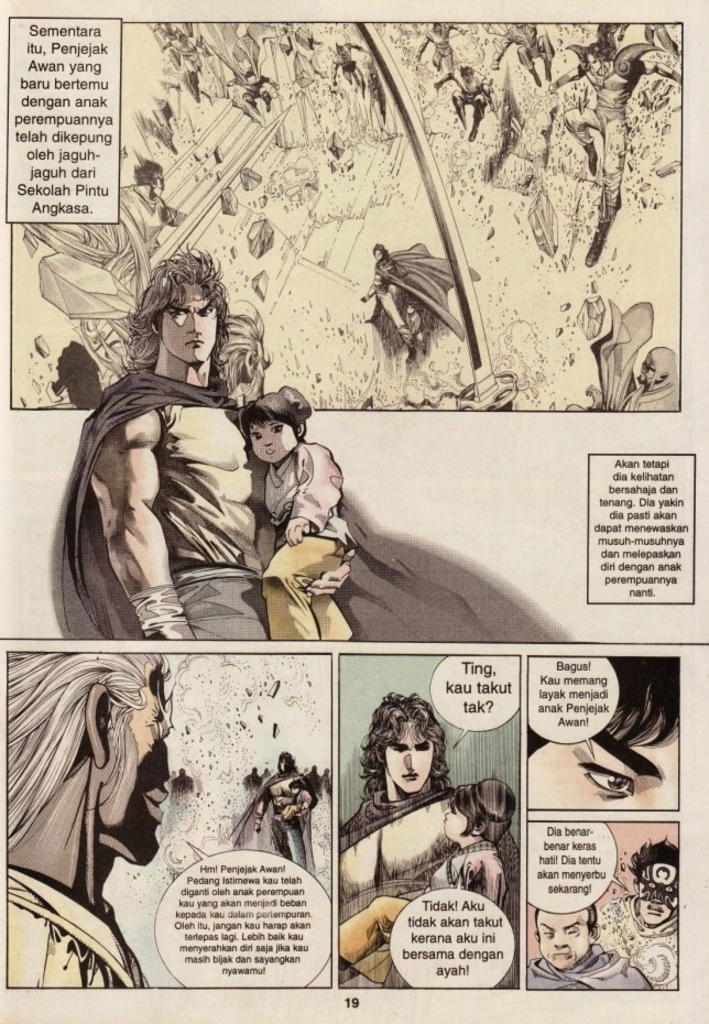 Sementara
itu, Penjejak
Awan yang
baru bertemu
dengan anak
perempuannya
telah dikepung
oleh jaguh-
jaguh dari
Sekolah Pintu
Angkasa.
Akan tetapi
dia kelihatan
bersahaja dan
tenang. Dia yakin
dia pasti akan
dapat menewaskan
musuh-musuhnya
dan melepaskan
diri dengan anak
perempuannya
nanti.
Hm! Penjejak Awan!
Pedang Istimewa kau telah
diganti oleh anak perempuan
kau yang akan menjadi beban
kepada kau dalam pertempuran.
Oleh itu, jangan kau harap akan
terlepas lagi. Lebih baik kau
menyerahkan diri saja jika kau
masih bijak dan sayangkan
nyawamu!
Ting,
kau takut
tak?
Tidak! Aku
tidak akan takut
kerana aku ini
bersama dengan
ayah!
Bagus!
Kau memang
layak menjadi
anak Penjejak
Awan!
Dia benar-
benar keras
hati! Dia tentu
akan menyerbu
sekarang!
19